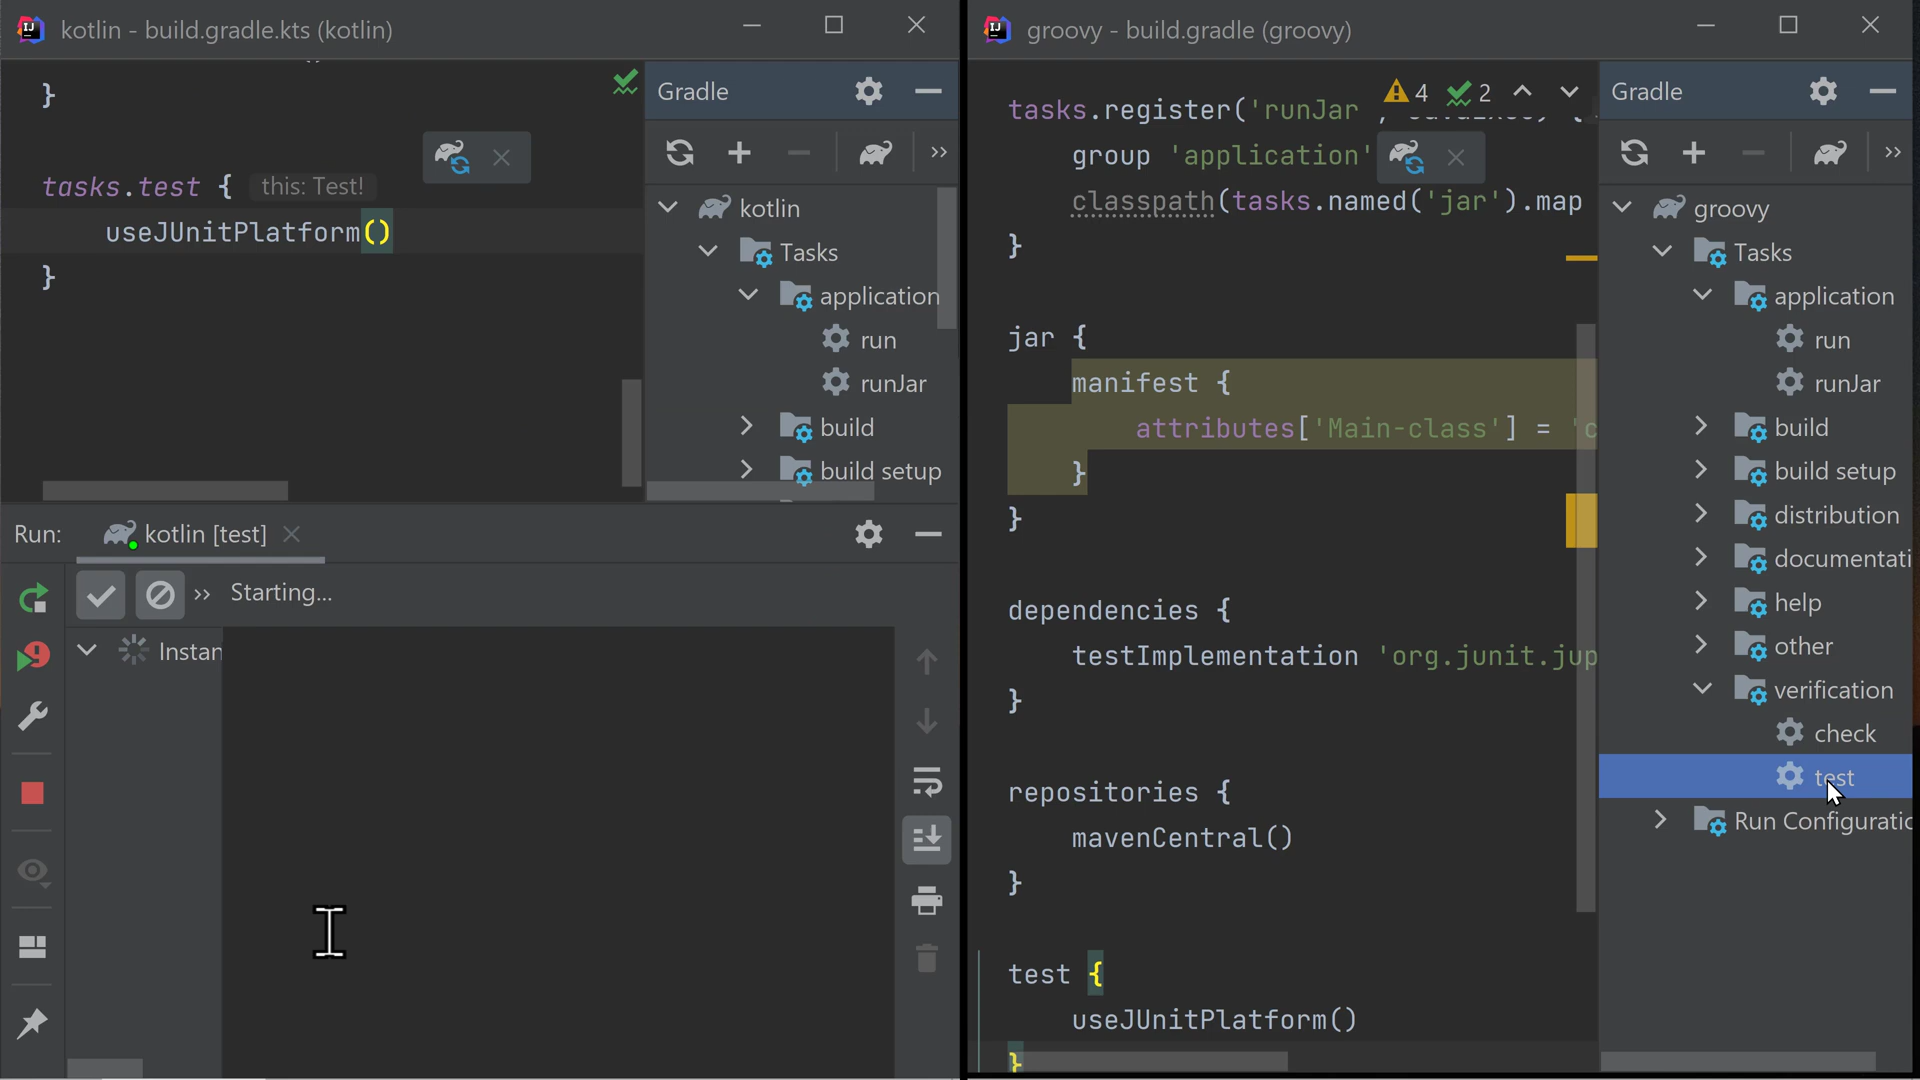 kotlin - build.gradle.kts (kotlin)
}
tasks.test { this: Test!
useJUnitPlatform()
}
Gradle
kotlin
Tasks
application
run
runJar
build
build setup
Run: kotlin [test]
Starting...
Instan
groovy - build.gradle (groovy)
4 2
tasks.register('runJar
group 'application'
classpath(tasks.named('jar').map
}
jar {
manifest {
attributes['Main-class'] = 'c
}
}
dependencies {
testImplementation 'org.junit.jup
}
repositories {
mavenCentral()
}
test {
useJUnitPlatform()
}
Gradle
groovy
Tasks
application
run
runJar
build
build setup
distribution
documentati
help
other
verification
check
test
Run Configuratic